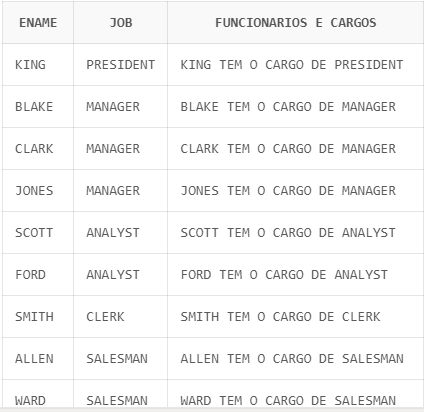 ENAME JOB FUNCIONARIOS E CARGOS
KING PRESIDENT KING TEM O CARGO DE PRESIDENT
BLAKE MANAGER BLAKE TEM O CARGO DE MANAGER
CLARK MANAGER CLARK TEM O CARGO DE MANAGER
JONES MANAGER JONES TEM O CARGO DE MANAGER
SCOTT ANALYST SCOTT TEM O CARGO DE ANALYST
FORD ANALYST FORD TEM O CARGO DE ANALYST
SMITH CLERK SMITH TEM O CARGO DE CLERK
ALLEN SALESMAN ALLEN TEM O CARGO DE SALESMAN
WARD SALESMAN WARD TEM O CARGO DE SALESMAN